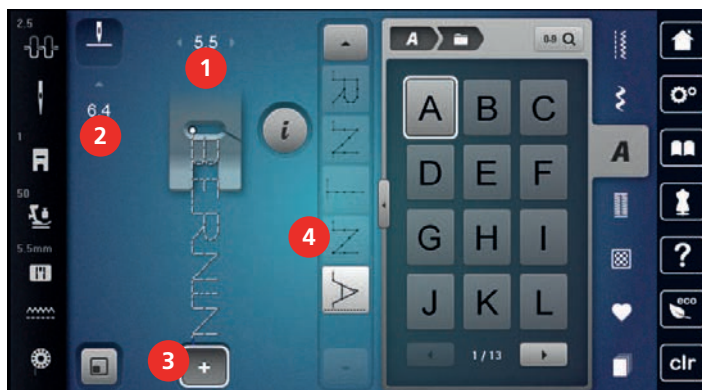 2.5
5.5
1
6.4
2
i
A
0-9
A B C
D E F
G H I
J K L
1/13
A
1
50
5.5mm
BERNIN
R
N
I
4
N
A
3
+
-
?
eco
clr